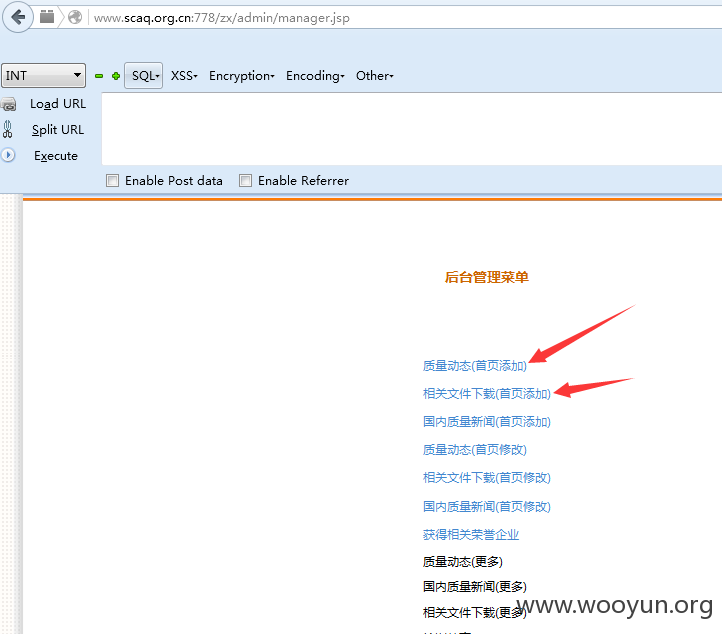 www.scaq.org.cn:778/zx/admin/manager.jsp
INT SQL XSS Encryption Encoding Other
Load URL
Split URL
Execute
Enable Post data Enable Referrer
后台管理菜单
质量动态(首页添加)
相关文件下载(首页添加)
国内质量新闻(首页添加)
质量动态(首页修改)
相关文件下载(首页修改)
国内质量新闻(首页修改)
获得相关荣誉企业
质量动态(更多)
国内质量新闻(更多)
相关文件下载(更多)
www.wooyun.org